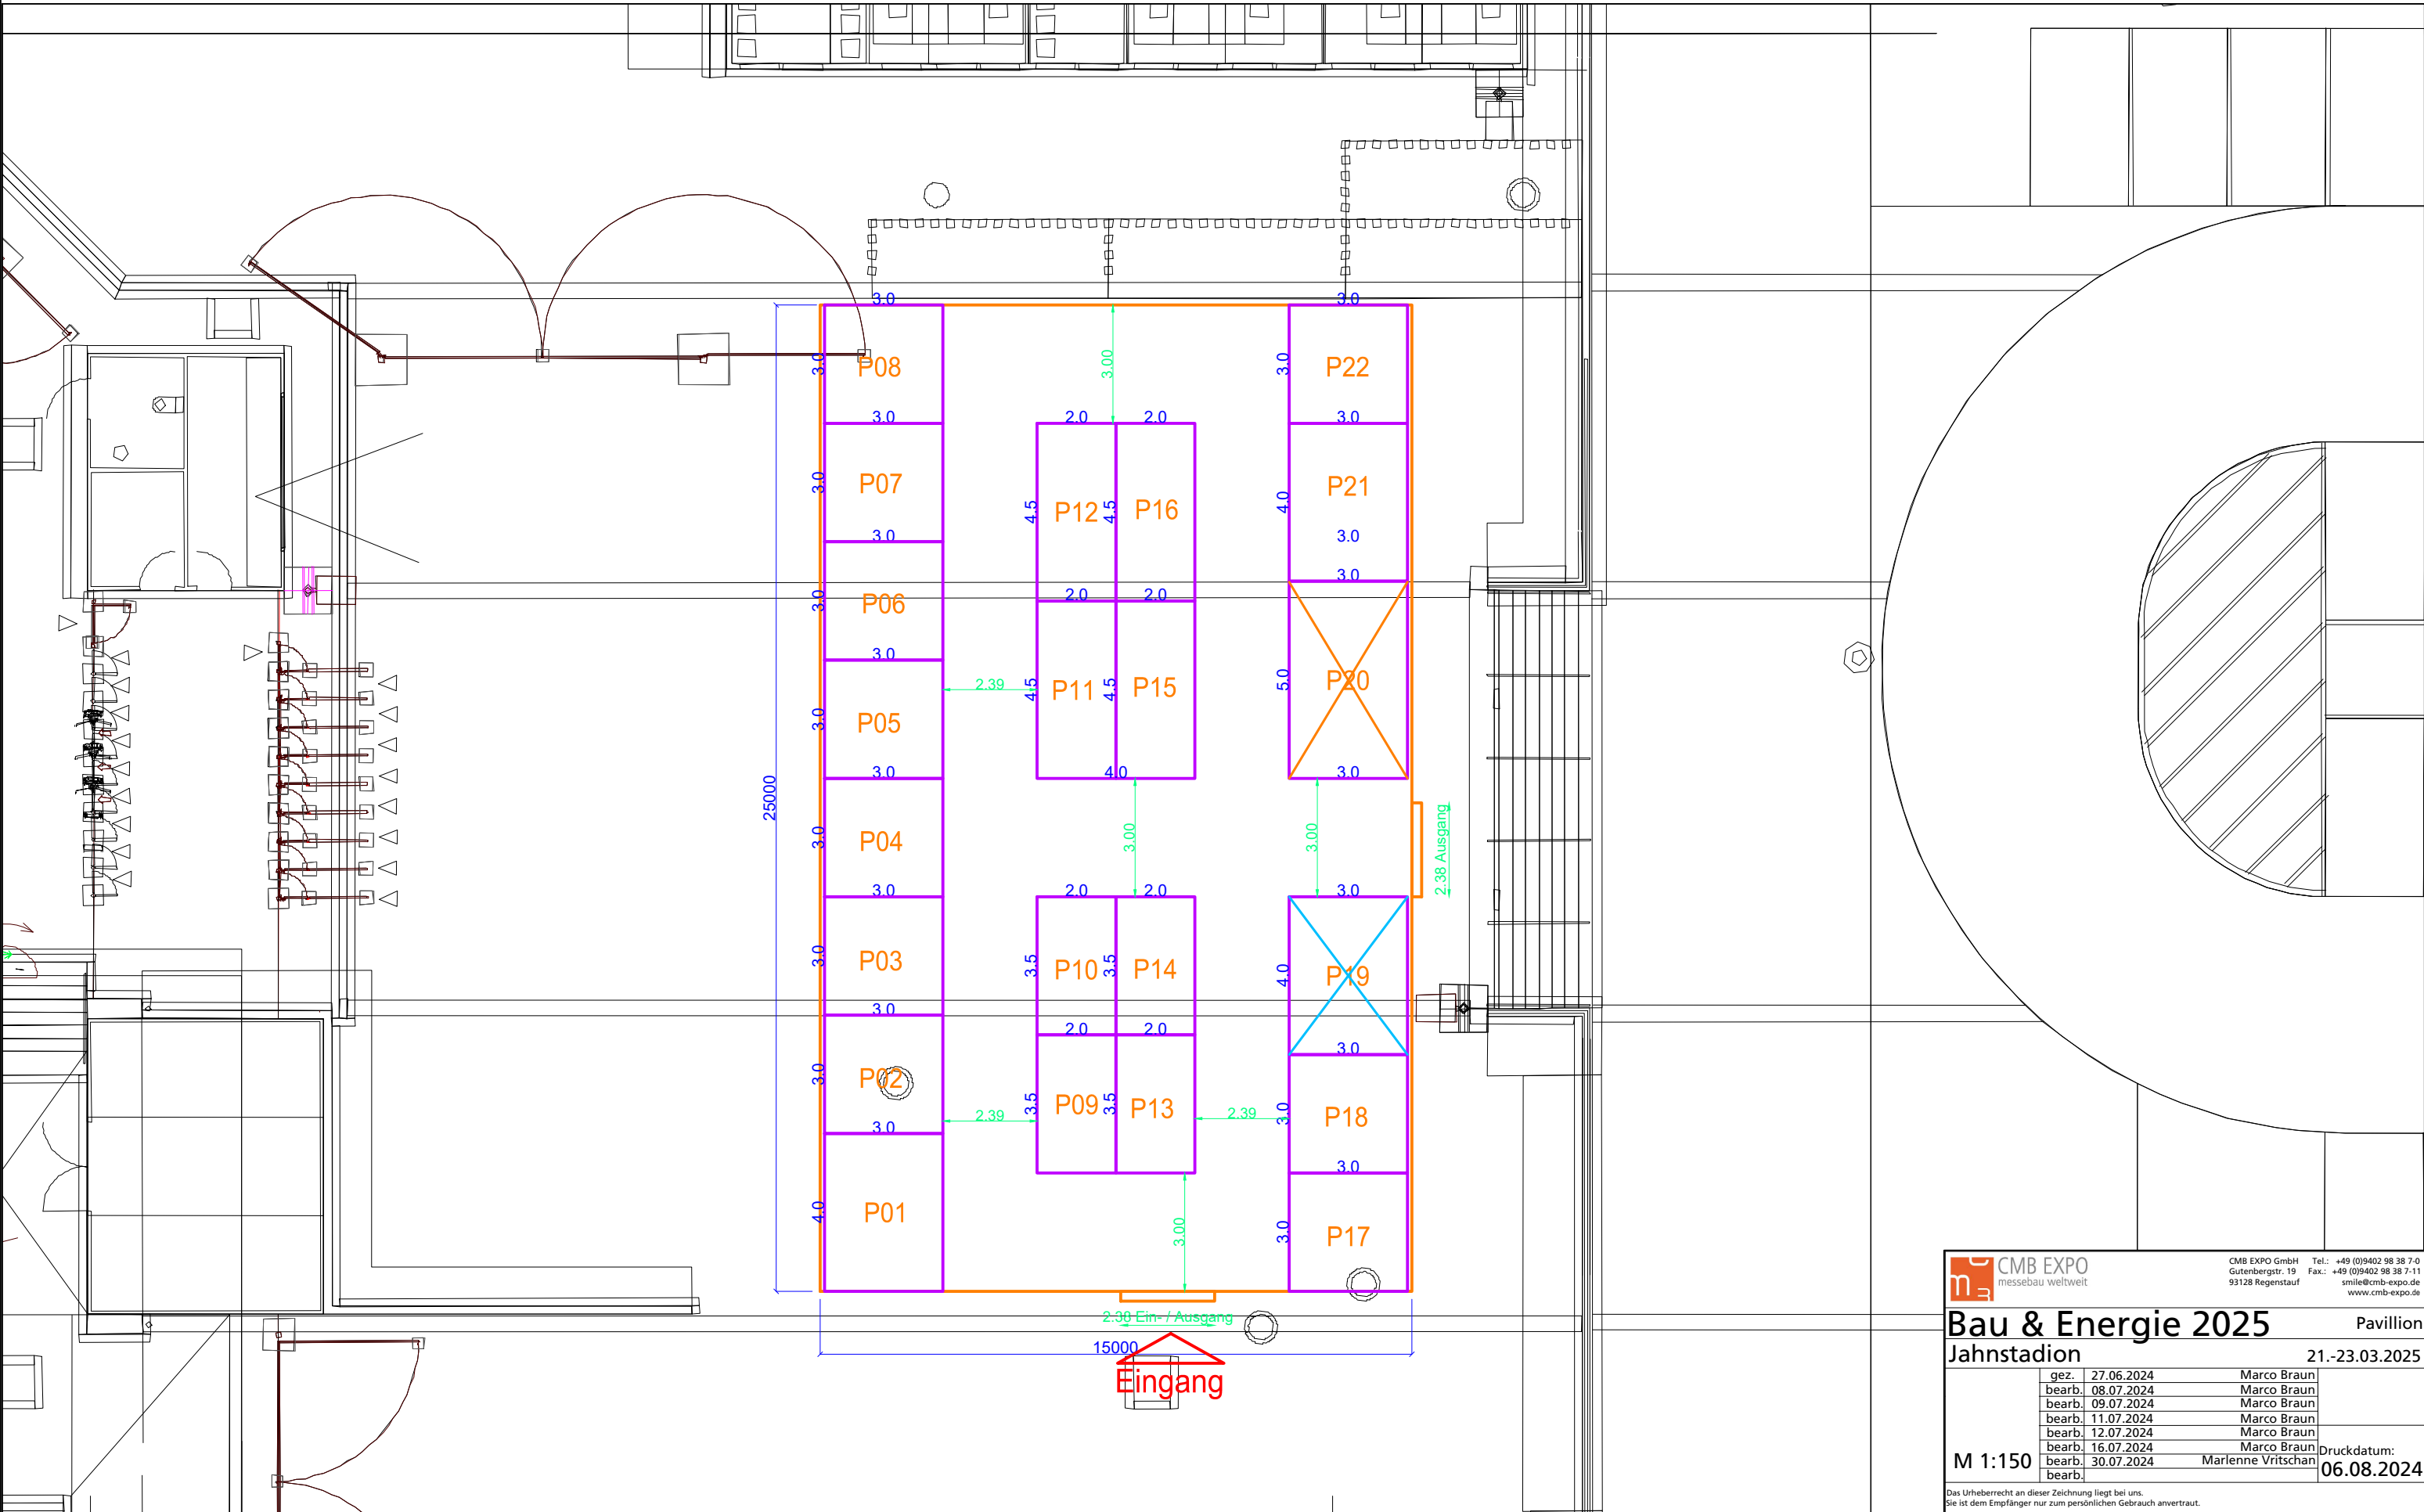 3.0 3.0
P08 3.0 3.00 3.0 P22
3.0 2.0 2.0 3.0
P07 3.0 4.5 P12 4.5 P16 4.0 P21
3.0 3.0
3.0 P06 2.0 2.0 3.0
3.0 2.39 4.5 P11 4.5 P15 5.0 P20
3.0 P05
3.0 4.0 3.0
25000
3.0 P04 3.00 3.00 2.38 Ausgang
3.0 2.0 2.0 3.0
3.0 P03 3.5 P10 3.5 P14 4.0 P19
3.0 2.0 2.0 3.0
3.0 P02 3.5 P09 3.5 P13 3.0 P18
3.0 2.39 2.39
3.0
4.0 P01 3.00 3.0 P17
2.38 Ein- / Ausgang
15000
Eingang
CMB EXPO
messebau weltweit
CMB EXPO GmbH Tel.: +49 (0)9402 98 38 7-0
Gutenbergstr. 19 Fax.: +49 (0)9402 98 38 7-11
93128 Regenstauf smile@cmb-expo.de
www.cmb-expo.de
Bau & Energie 2025 Pavillion
Jahnstadion 21.-23.03.2025
gez. 27.06.2024 Marco Braun
bearb. 08.07.2024 Marco Braun
bearb. 09.07.2024 Marco Braun
bearb. 11.07.2024 Marco Braun
bearb. 12.07.2024 Marco Braun
bearb. 16.07.2024 Marco Braun
bearb. 30.07.2024 Marlenne Vritschan
bearb.
M 1:150
Druckdatum:
06.08.2024
Das Urheberrecht an dieser Zeichnung liegt bei uns.
Sie ist dem Empfänger nur zum persönlichen Gebrauch anvertraut.